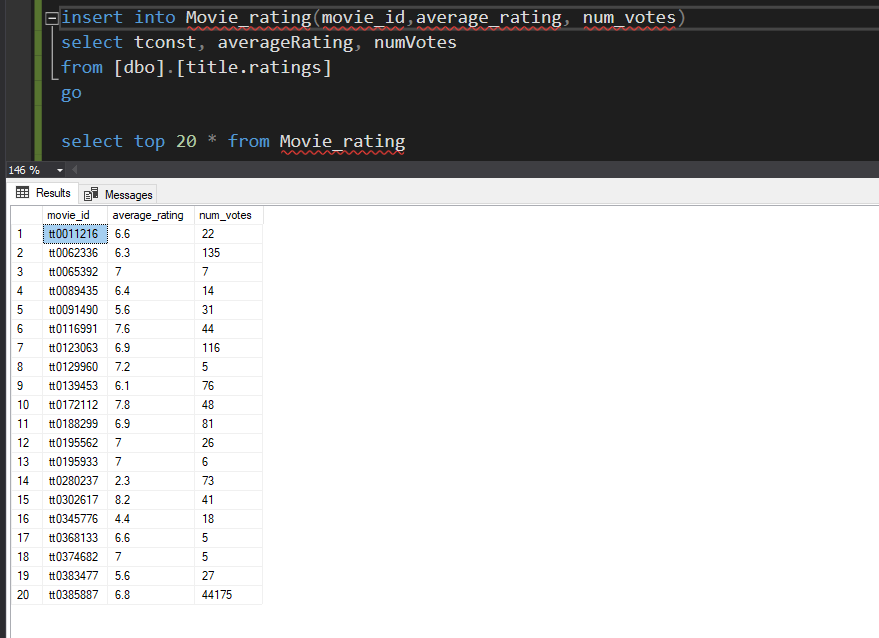 insert into Movie_rating(movie_id,average_rating, num_votes)
select tconst, averageRating, numVotes
from [dbo].[title.ratings]
go
select top 20 * from Movie_rating
146 %
Results Messages
movie_id average_rating num_votes
1 tt0011216 6.6 22
2 tt0062336 6.3 135
3 tt0065392 7 7
4 tt0089435 6.4 14
5 tt0091490 5.6 31
6 tt0116991 7.6 44
7 tt0123063 6.9 116
8 tt0129960 7.2 5
9 tt0139453 6.1 76
10 tt0172112 7.8 48
11 tt0188299 6.9 81
12 tt0195562 7 26
13 tt0195933 7 6
14 tt0280237 2.3 73
15 tt0302617 8.2 41
16 tt0345776 4.4 18
17 tt0368133 6.6 5
18 tt0374682 7 5
19 tt0383477 5.6 27
20 tt0385887 6.8 44175